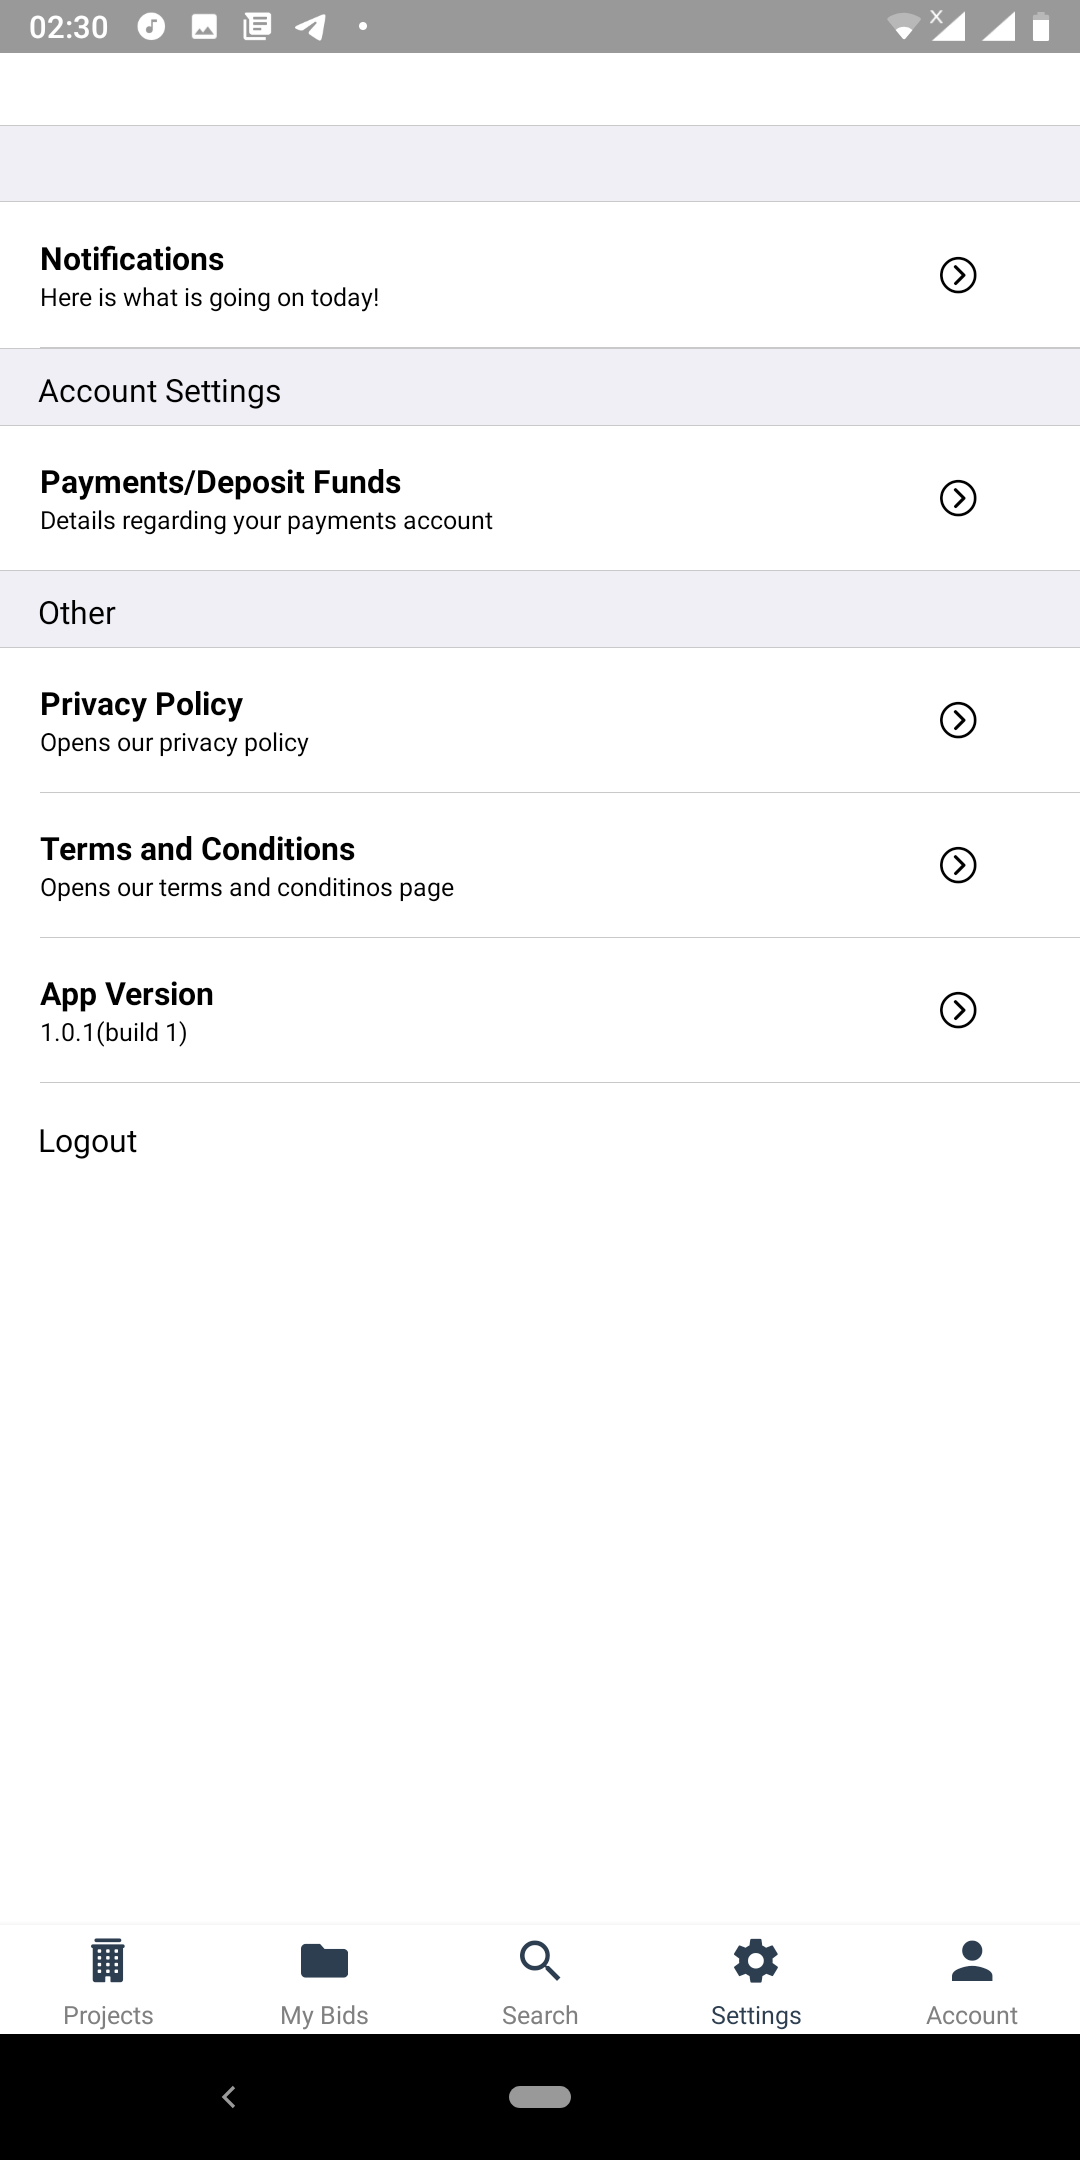 02:30
Notifications
Here is what is going on today!
Account Settings
Payments/Deposit Funds
Details regarding your payments account
Other
Privacy Policy
Opens our privacy policy
Terms and Conditions
Opens our terms and conditinos page
App Version
1.0.1(build 1)
Logout
Projects My Bids Search Settings Account